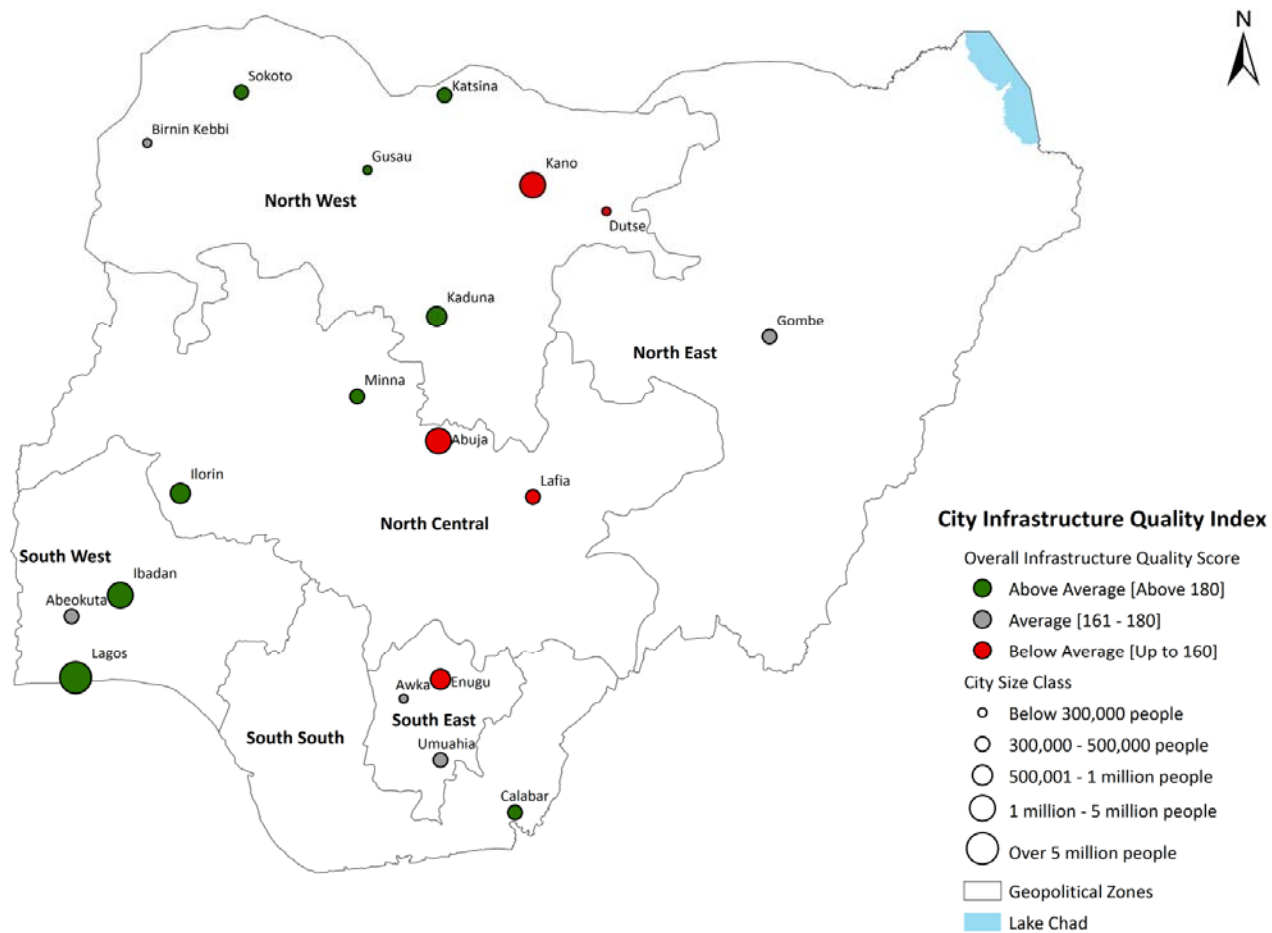 N
Sokoto
Katsina
Birnin Kebbi
Gusau
Kano
North West
Dutse
Kaduna
Gombe
North East
Minna
Abuja
Ilorin
Lafia
North Central
South West
Ibadan
Abeokuta
Lagos
Awka
Enugu
South East
South South
Umuahia
Calabar
City Infrastructure Quality Index
Overall Infrastructure Quality Score
Above Average [Above 180]
Average [161 - 180]
Below Average [Up to 160]
City Size Class
Below 300,000 people
300,000 - 500,000 people
500,001 - 1 million people
1 million - 5 million people
Over 5 million people
Geopolitical Zones
Lake Chad